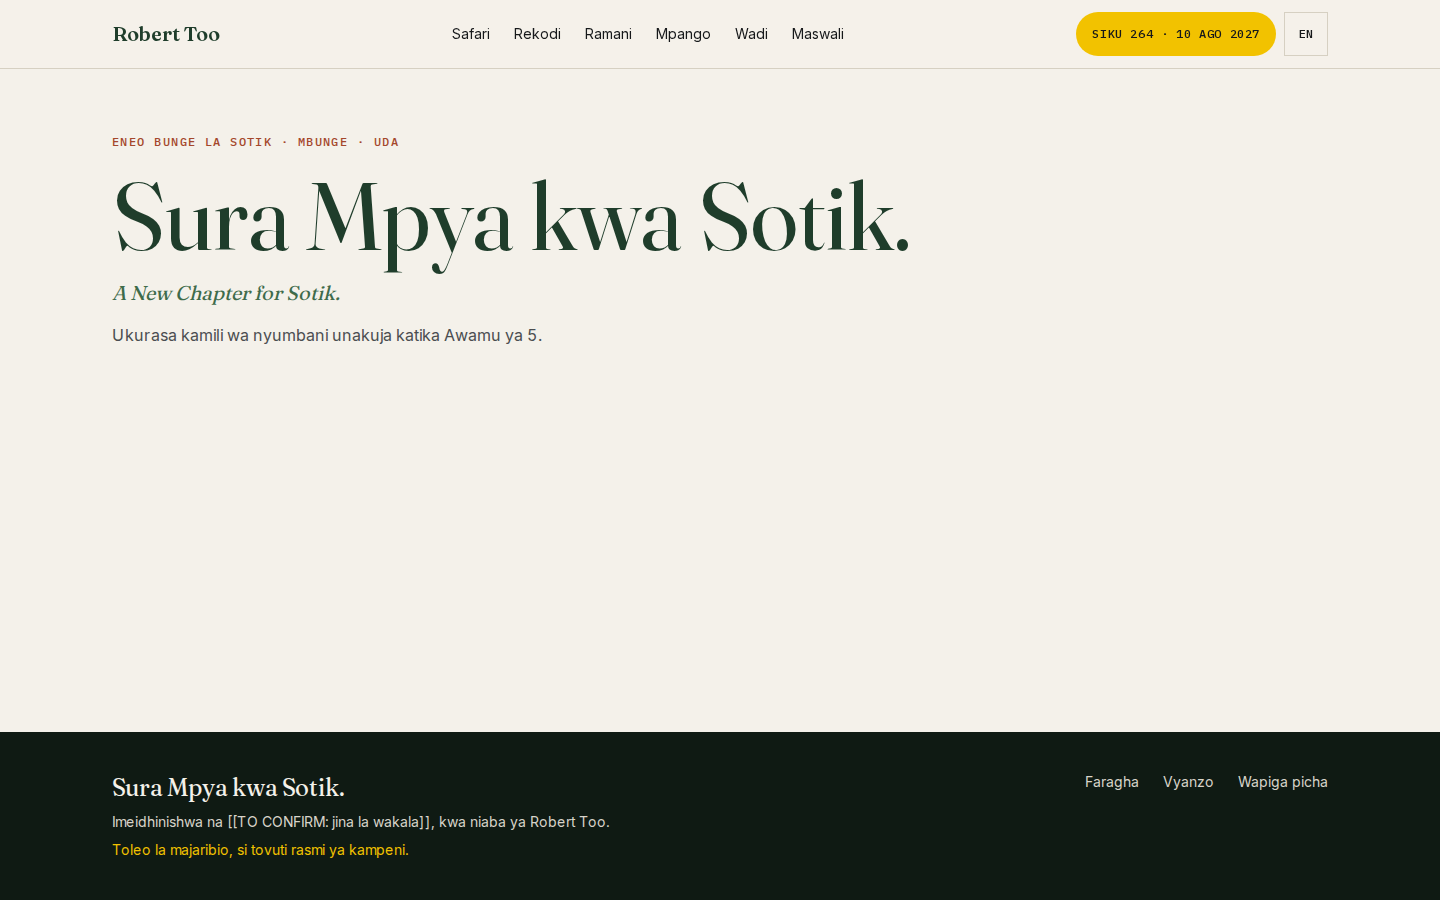 Robert Too
Safari Rekodi Ramani Mpango Wadi Maswali
SIKU 264 · 10 AGO 2027
EN
ENEO BUNGE LA SOTIK · MBUNGE · UDA
Sura Mpya kwa Sotik.
A New Chapter for Sotik.
Ukurasa kamili wa nyumbani unakuja katika Awamu ya 5.
Sura Mpya kwa Sotik.
Imeidhinishwa na [[TO CONFIRM: jina la wakala]], kwa niaba ya Robert Too.
Toleo la majaribio, si tovuti rasmi ya kampeni.
Faragha Vyanzo Wapiga picha